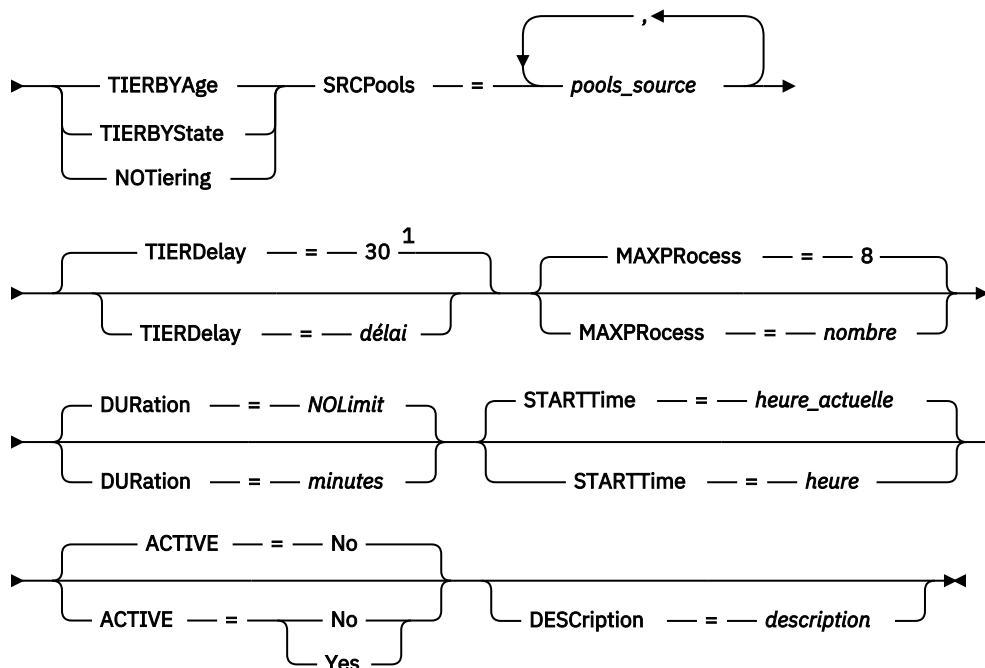 ,
TIERBYAge SRCPools = pools_source
TIERBYState
NOTiering
TIERDelay = 30 1 MAXPRocess = 8
TIERDelay = délai MAXPRocess = nombre
DURation = NOLimit STARTTime = heure_actuelle
DURation = minutes STARTTime = heure
ACTIVE = No
ACTIVE = No DESCription = description
Yes